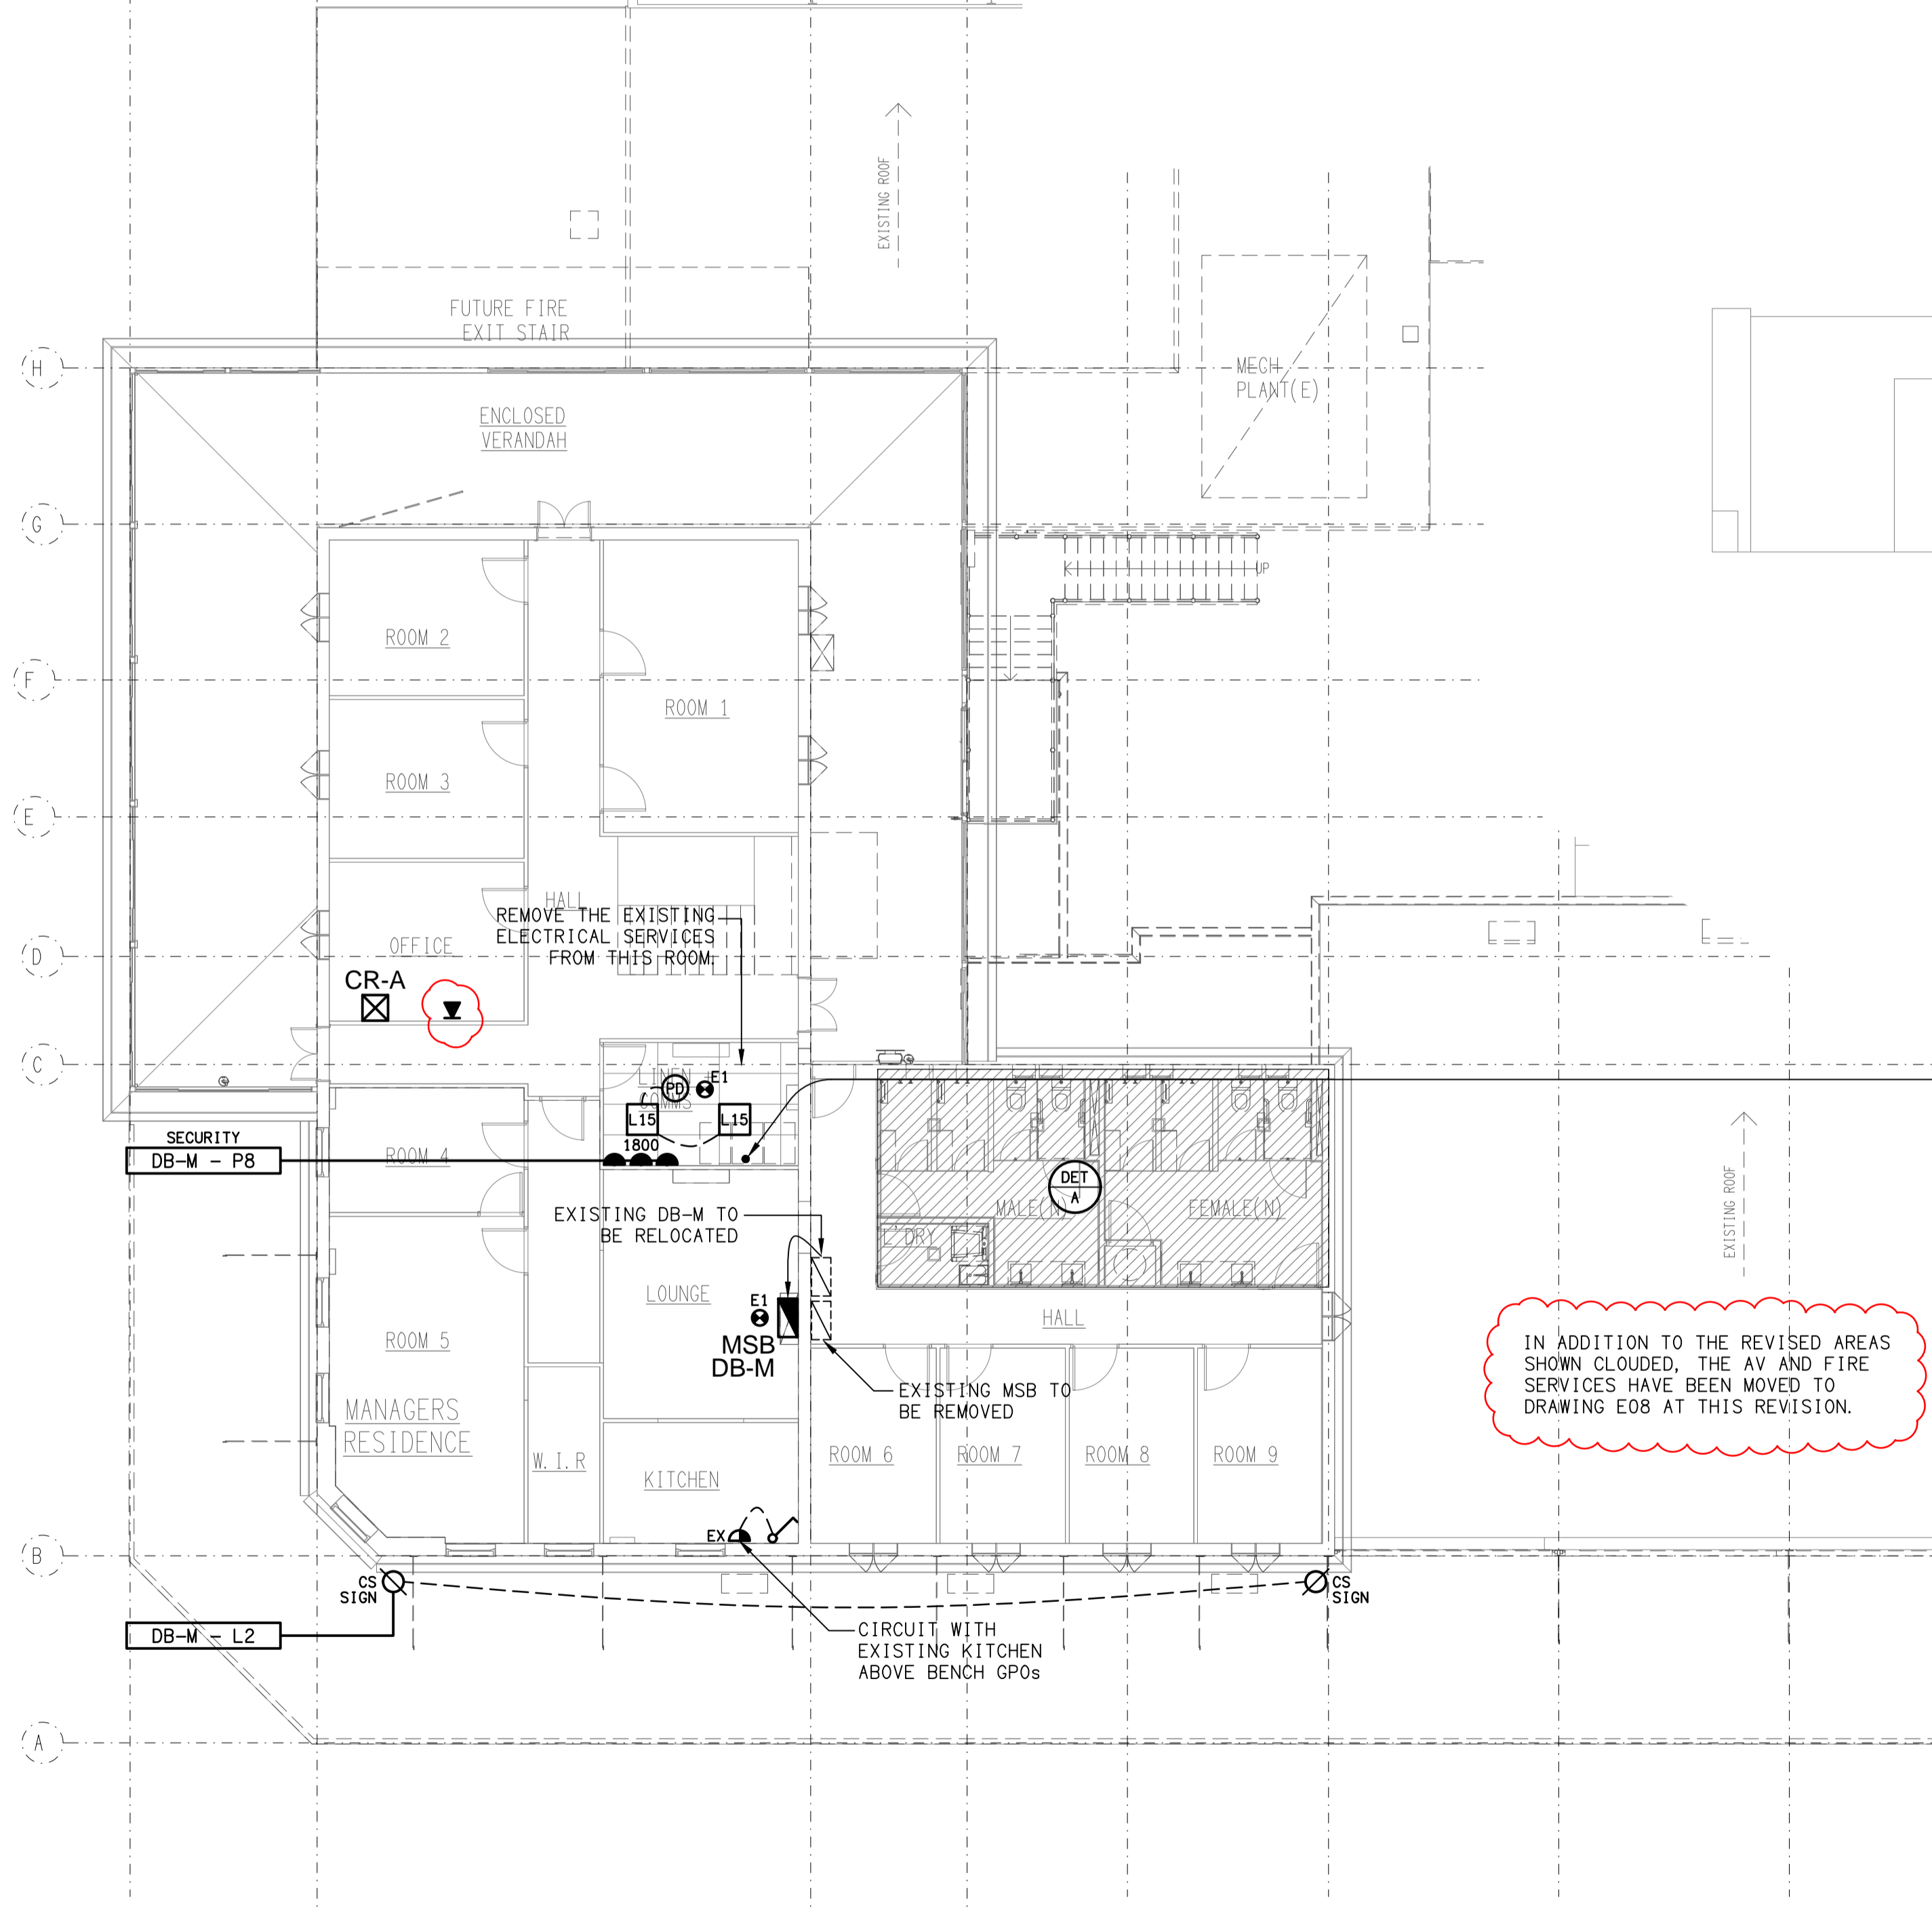 EXISTING ROOF
FUTURE FIRE
EXIT STAIR
H
MECH
PLANT(E)
ENCLOSED
VERANDAH
G
UP
ROOM 2
F
ROOM 1
ROOM 3
E
HALL
REMOVE THE EXISTING
ELECTRICAL SERVICES
FROM THIS ROOM.
OFFICE
D
CR-A
C
LINEN +
COMMS
PD
E1
L15
L15
1800
SECURITY
DB-M - P8
ROOM 4
DET
A
MALE(N)
FEMALE(N)
L'DRY
EXISTING ROOF
EXISTING DB-M TO
BE RELOCATED
LOUNGE
E1
MSB
DB-M
HALL
ROOM 5
IN ADDITION TO THE REVISED AREAS
SHOWN CLOUDED, THE AV AND FIRE
SERVICES HAVE BEEN MOVED TO
DRAWING E08 AT THIS REVISION.
EXISTING MSB TO
BE REMOVED
MANAGERS
RESIDENCE
W.I.R
KITCHEN
ROOM 6
ROOM 7
ROOM 8
ROOM 9
EX
B
CS
SIGN
CS
SIGN
DB-M - L2
CIRCUIT WITH
EXISTING KITCHEN
ABOVE BENCH GPOs
A